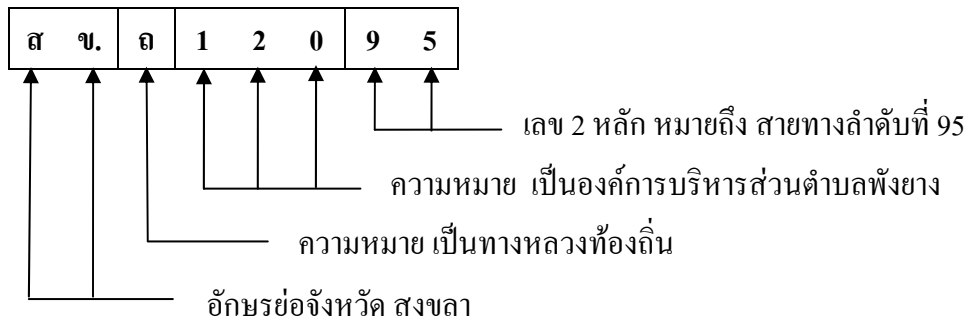 ส ข. ถ 1 2 0 9 5
เลข 2 หลัก หมายถึง สายทางลำดับที่ 95
ความหมาย เป็นองค์การบริหารส่วนตำบลพังยาง
ความหมาย เป็นทางหลวงท้องถิ่น
อักษรย่อจังหวัด สงขลา